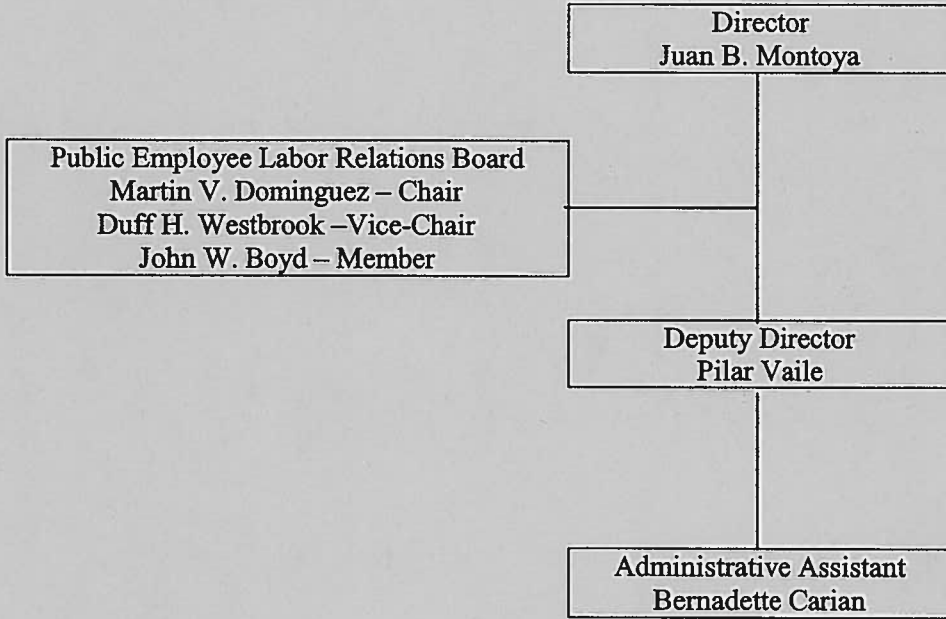 Director
Juan B. Montoya
Public Employee Labor Relations Board
Martin V. Dominguez – Chair
Duff H. Westbrook –Vice-Chair
John W. Boyd – Member
Deputy Director
Pilar Vaile
Administrative Assistant
Bernadette Carian